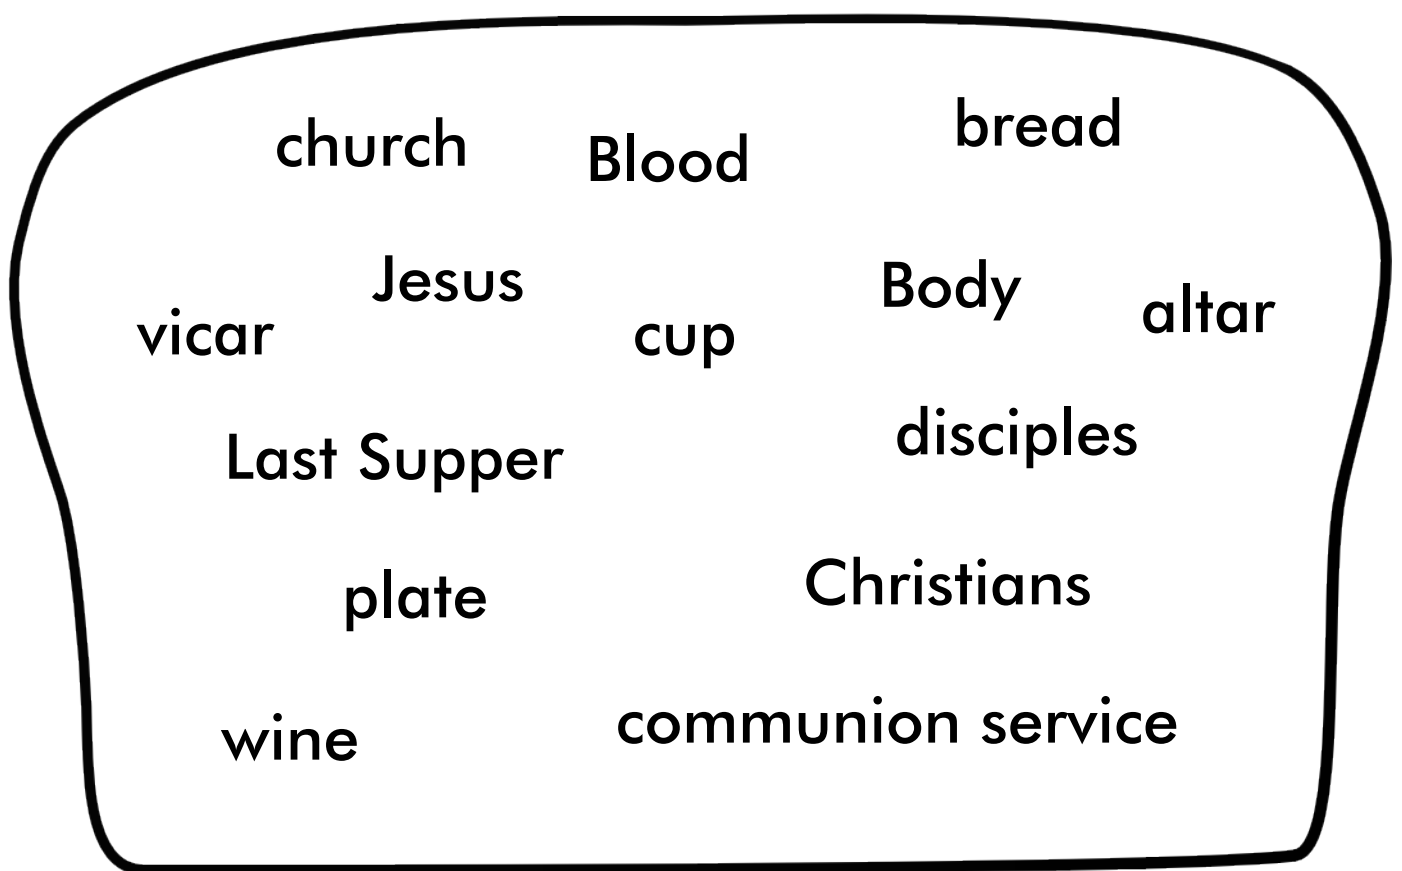 church
Blood
bread
Jesus
Body
altar
vicar
cup
disciples
Last Supper
Christians
plate
communion service
wine